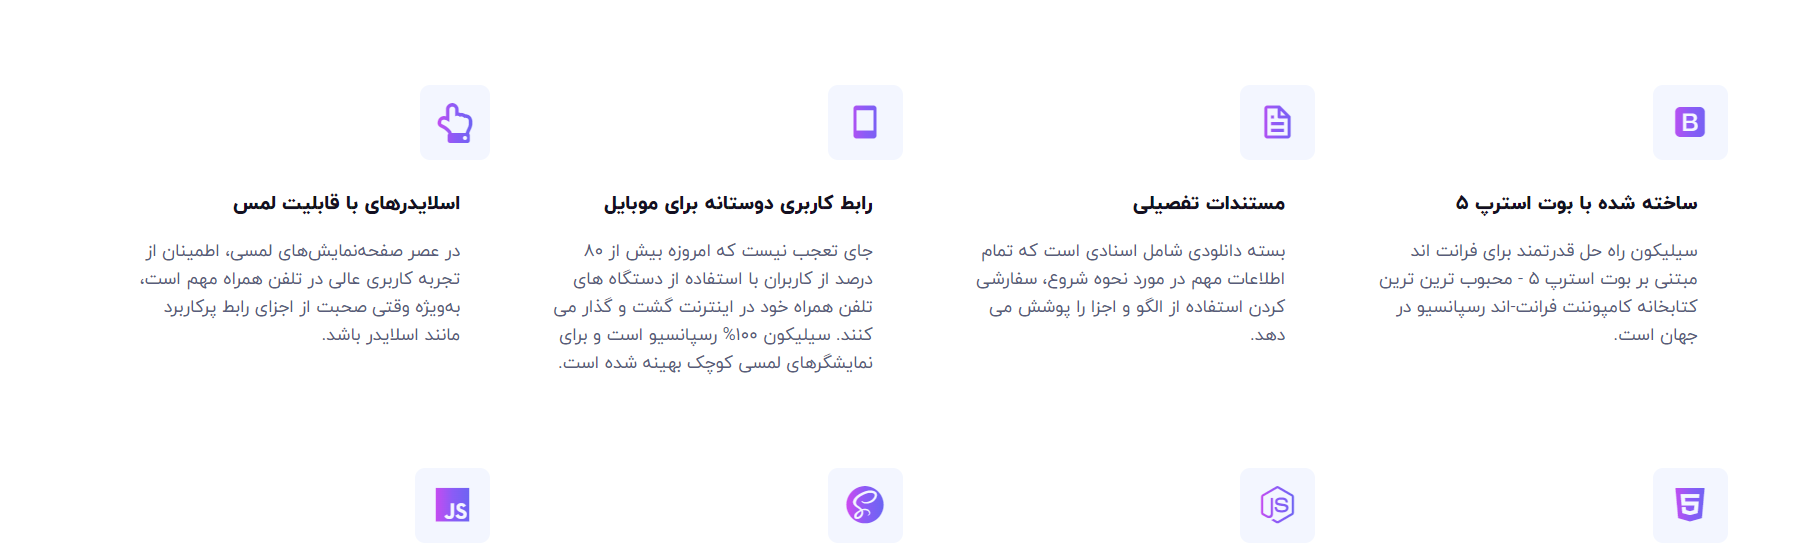 ساخته شده با بوت استرپ ۵
سیلیکون راه حل قدرتمند برای فرانت اند
مبتنی بر بوت استرپ ۵ - محبوب ترین ترین
کتابخانه کامپوننت فرانت-اند رسپانسیو در
جهان است.
مستندات تفصیلی
بسته دانلودی شامل اسنادی است که تمام
اطلاعات مهم در مورد نحوه شروع، سفارشی
کردن استفاده از الگو و اجزا را پوشش می
دهد.
رابط کاربری دوستانه برای موبایل
جای تعجب نیست که امروزه بیش از ۸۰
درصد از کاربران با استفاده از دستگاه های
تلفن همراه خود در اینترنت گشت و گذار می
کنند. سیلیکون ۱۰۰% رسپانسیو است و برای
نمایشگرهای لمسی کوچک بهینه شده است.
اسلایدرهای با قابلیت لمس
در عصر صفحه‌نمایش‌های لمسی، اطمینان از
تجربه کاربری عالی در تلفن همراه مهم است،
به‌ویژه وقتی صحبت از اجزای رابط پرکاربرد
مانند اسلایدر باشد.
B
5
JS
JS